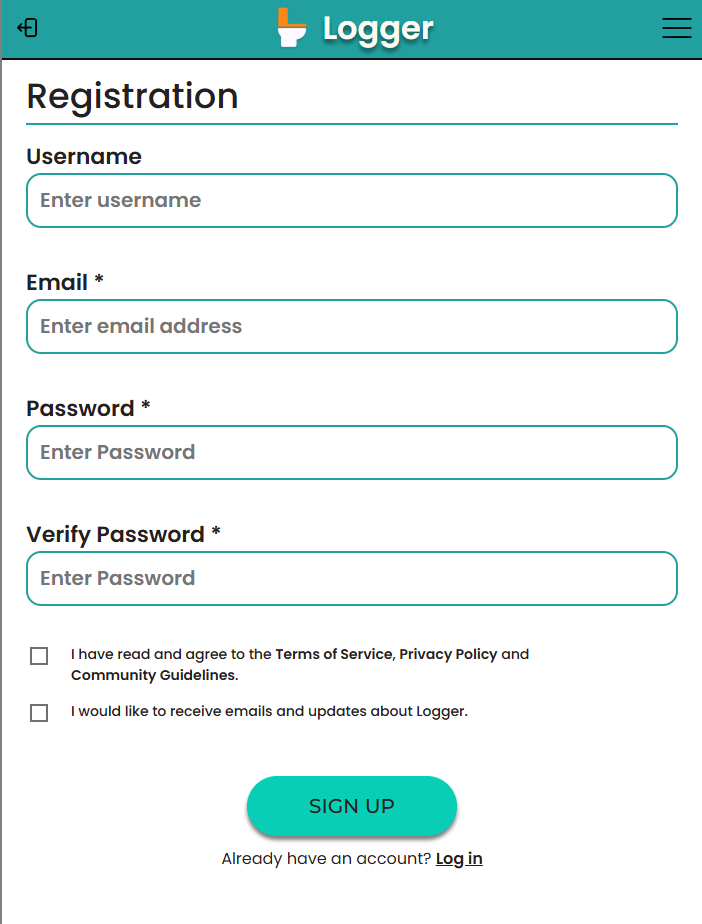 Logger
Registration
Username
Enter username
Email *
Enter email address
Password *
Enter Password
Verify Password *
Enter Password
I have read and agree to the Terms of Service, Privacy Policy and
Community Guidelines.
I would like to receive emails and updates about Logger.
SIGN UP
Already have an account? Log in